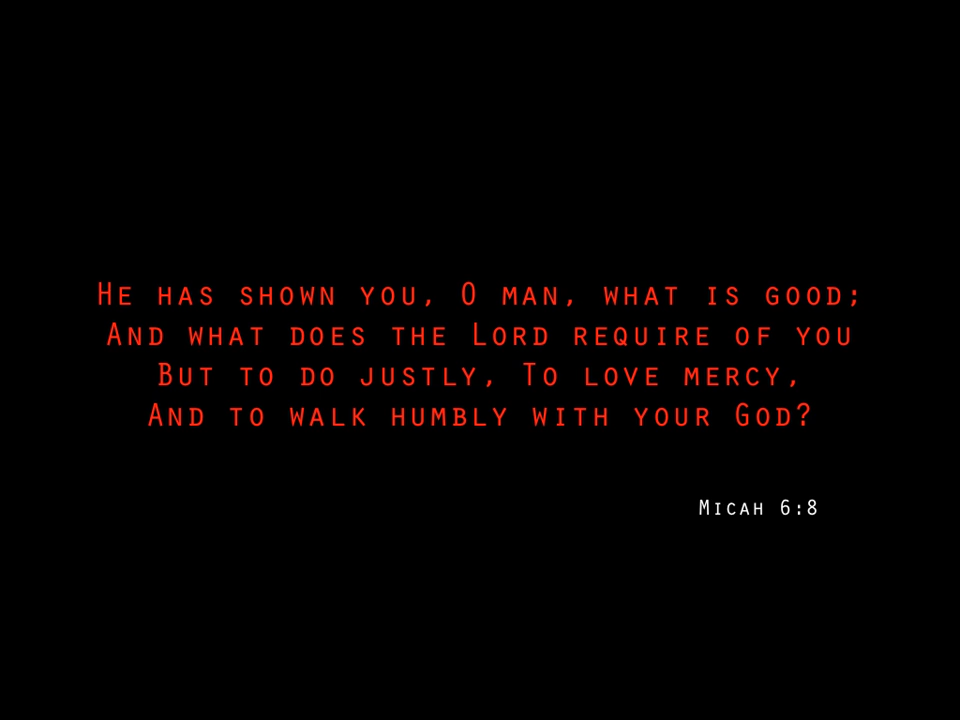 He has shown you, O man, what is good;
And what does the Lord require of you
But to do justly, To love mercy,
And to walk humbly with your God?
Micah 6:8